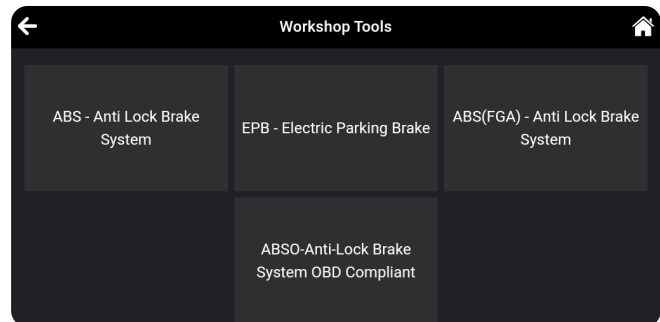 Workshop Tools
ABS - Anti Lock Brake
System
EPB - Electric Parking Brake
ABS(FGA) - Anti Lock Brake
System
ABSO-Anti-Lock Brake
System OBD Compliant